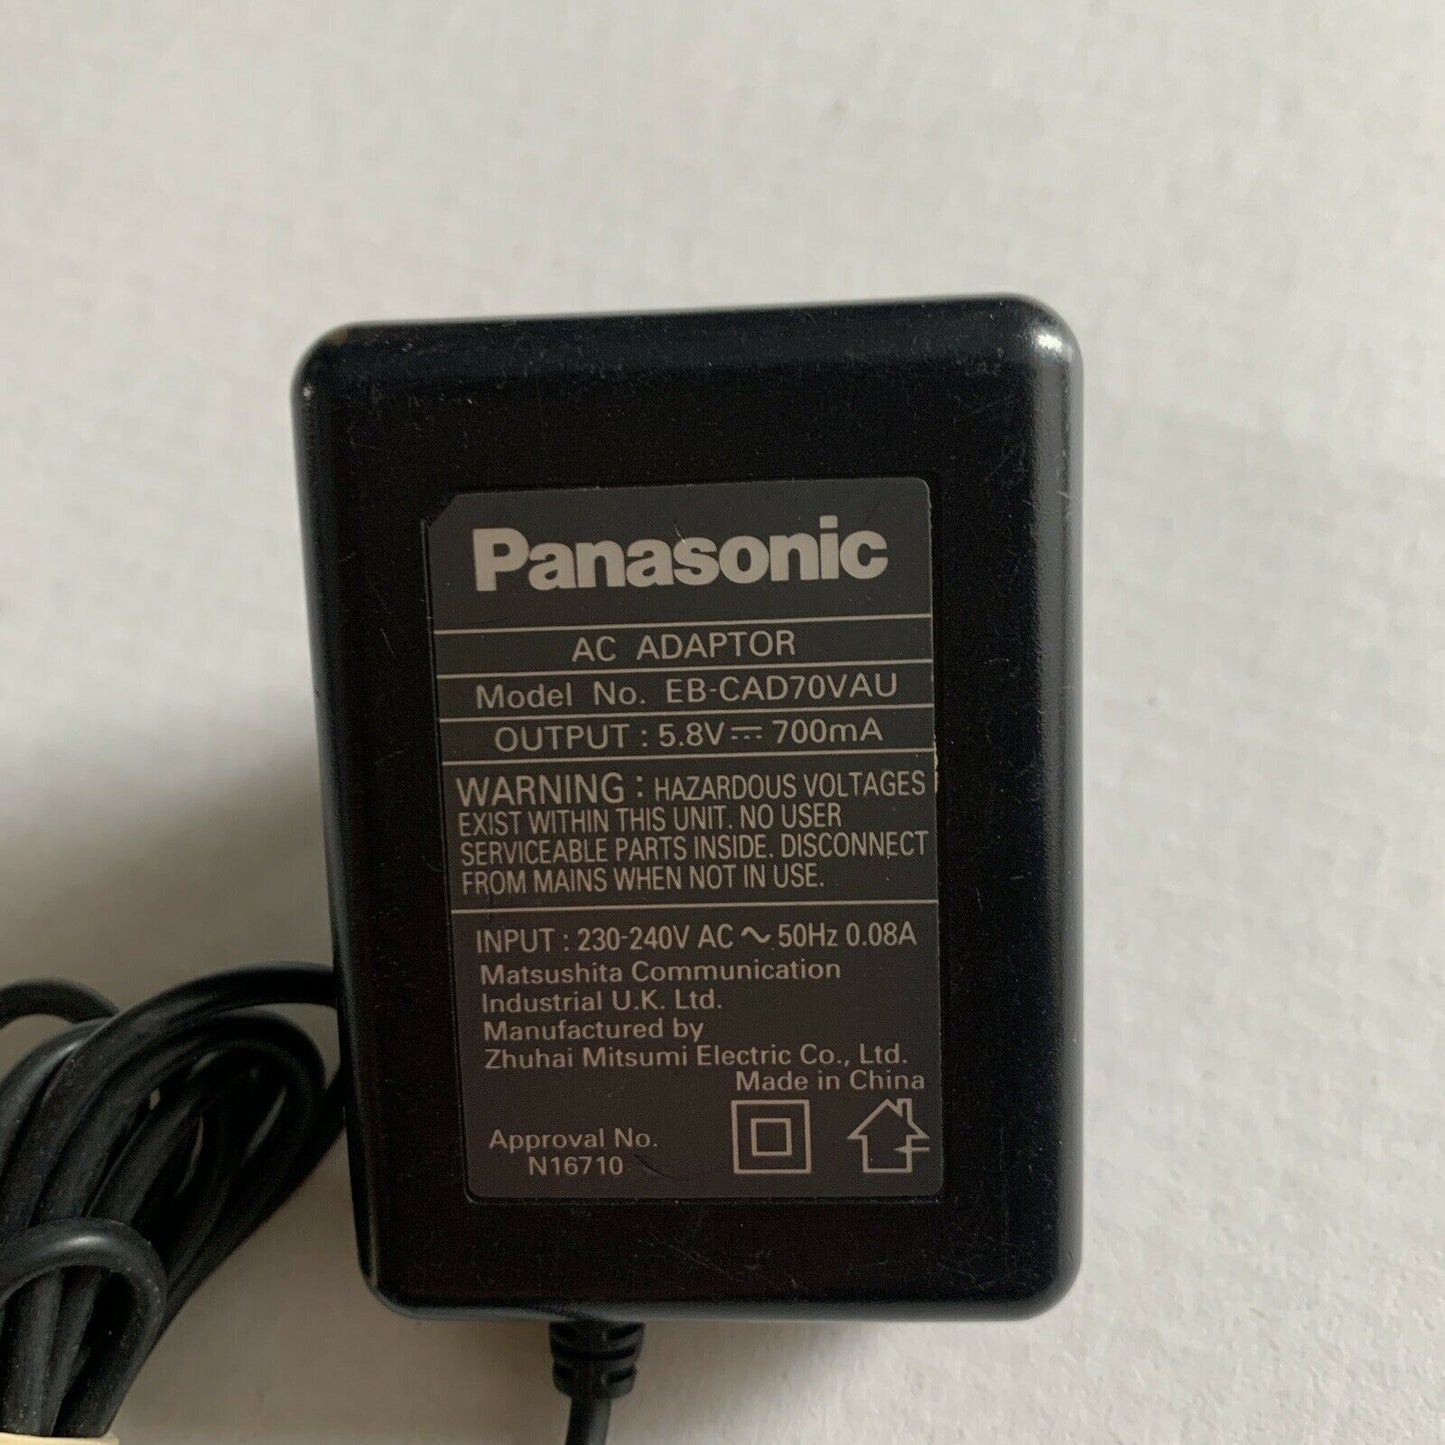 Panasonic
AC ADAPTOR
Model No. EB-CAD70VAU
OUTPUT : 5.8V⎓ 700mA
WARNING : HAZARDOUS VOLTAGES
EXIST WITHIN THIS UNIT. NO USER
SERVICEABLE PARTS INSIDE. DISCONNECT
FROM MAINS WHEN NOT IN USE.
INPUT : 230-240V AC ~ 50Hz 0.08A
Matsushita Communication
Industrial U.K. Ltd.
Manufactured by
Zhuhai Mitsumi Electric Co., Ltd.
Made in China
Approval No.
N16710